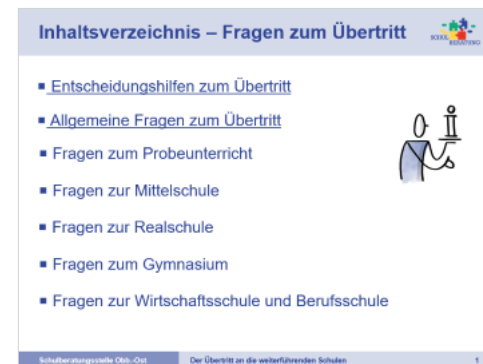 Inhaltsverzeichnis – Fragen zum Übertritt
SCHULBERATUNG
Entscheidungshilfen zum Übertritt
Allgemeine Fragen zum Übertritt
Fragen zum Probeunterricht
Fragen zur Mittelschule
Fragen zur Realschule
Fragen zum Gymnasium
Fragen zur Wirtschaftsschule und Berufsschule
Schulberatungsstelle Obb.-Ost Der Übertritt an die weiterführenden Schulen 1